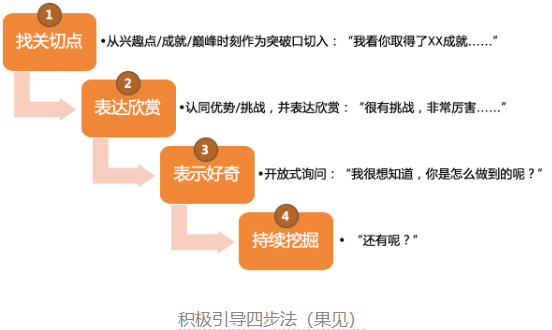 1
找关切点
•从兴趣点/成就/巅峰时刻作为突破口切入：“我看你取得了XX成就……”
2
表达欣赏
•认同优势/挑战，并表达欣赏：“很有挑战，非常厉害……”
3
表示好奇
•开放式询问：“我很想知道，你是怎么做到的呢？”
4
持续挖掘
• “还有呢？”
积极引导四步法（果见）